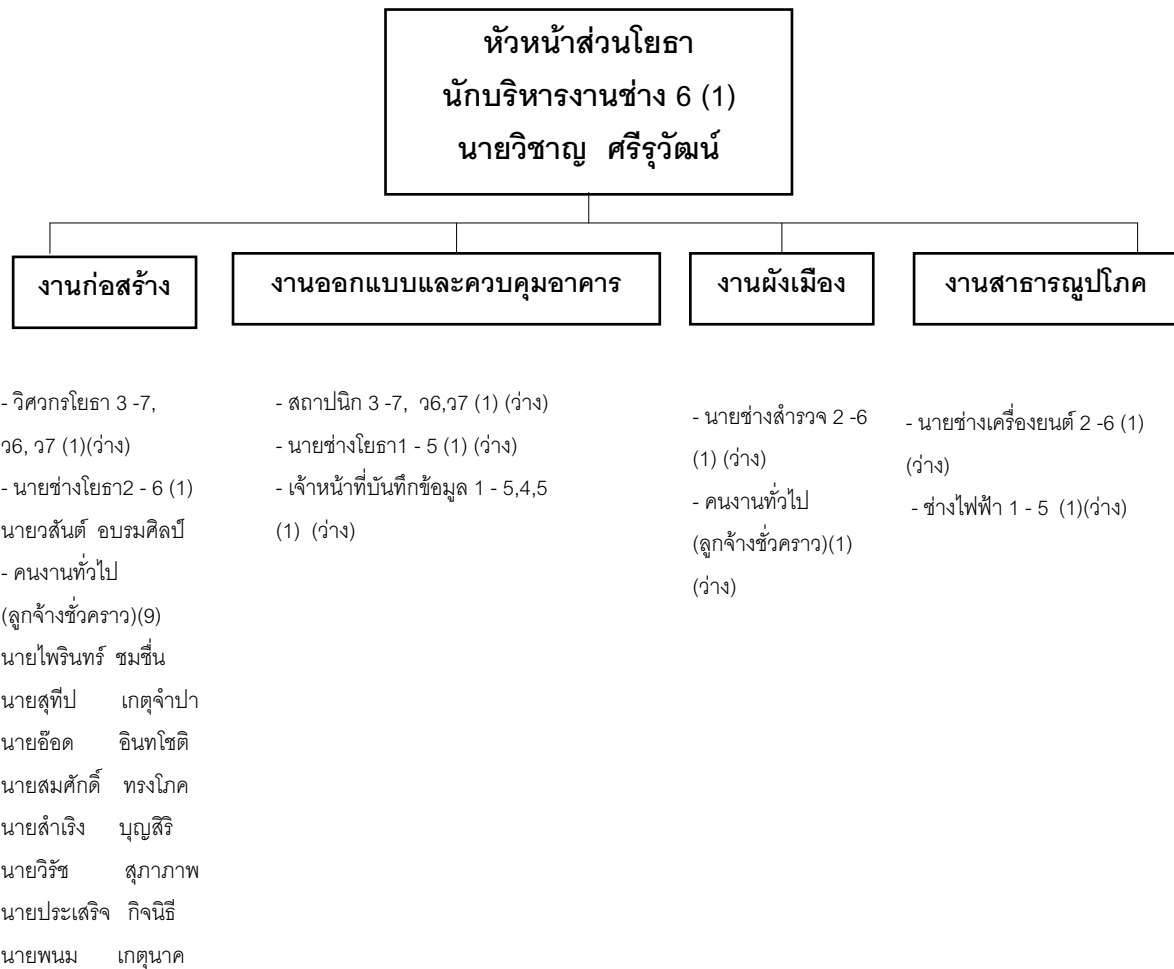 หัวหน้าส่วนโยธา
นักบริหารงานช่าง 6 (1)
นายวิชาญ ศรีรุวัฒน์
งานก่อสร้าง
งานออกแบบและควบคุมอาคาร
งานผังเมือง
งานสาธารณูปโภค
- วิศวกรโยธา 3 -7,
ว6, ว7 (1)(ว่าง)
- นายช่างโยธา2 - 6 (1)
นายวสันต์ อบรมศิลป์
- คนงานทั่วไป
(ลูกจ้างชั่วคราว)(9)
นายไพรินทร์ ชมชื่น
นายสุทีป เกตุจำปา
นายอ๊อด อินทโชติ
นายสมศักดิ์ ทรงโภค
นายสำเริง บุญสิริ
นายวิรัช สุภาภาพ
นายประเสริจ กิจนิธี
นายพนม เกตุนาค
- สถาปนิก 3 -7, ว6,ว7 (1) (ว่าง)
- นายช่างโยธา1 - 5 (1) (ว่าง)
- เจ้าหน้าที่บันทึกข้อมูล 1 - 5,4,5
(1) (ว่าง)
- นายช่างสำรวจ 2 -6
(1) (ว่าง)
- คนงานทั่วไป
(ลูกจ้างชั่วคราว)(1)
(ว่าง)
- นายช่างเครื่องยนต์ 2 -6 (1)
(ว่าง)
- ช่างไฟฟ้า 1 - 5 (1)(ว่าง)